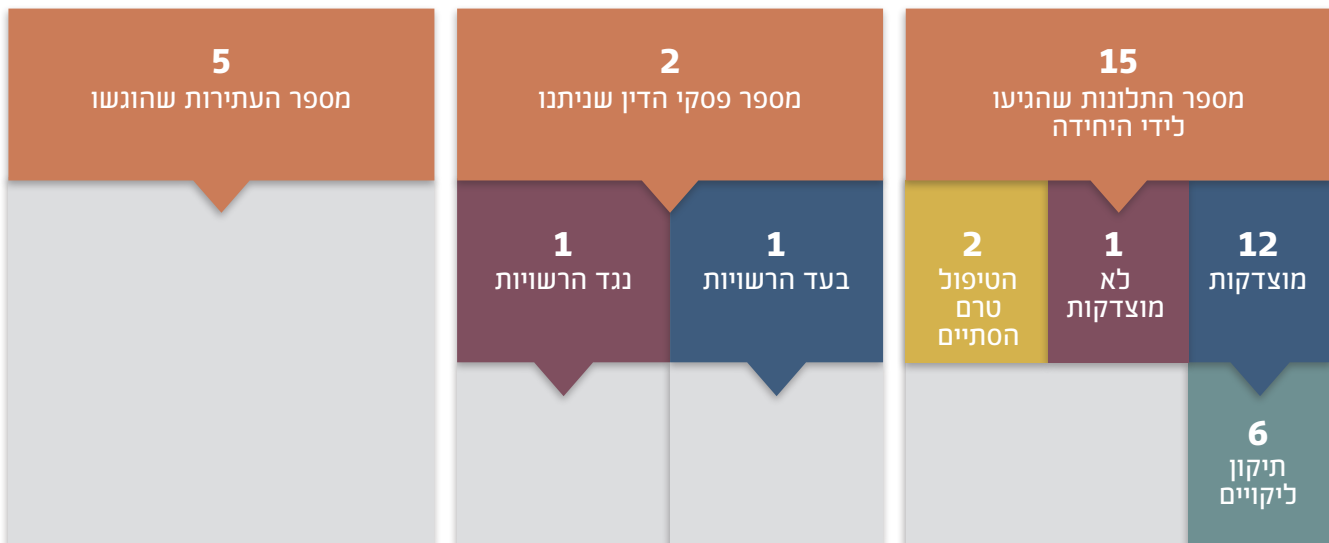 15
מספר התלונות שהגיעו
לידי היחידה
12
מוצדקות
1
לא
מוצדקות
2
הטיפול
טרם
הסתיים
6
תיקון
ליקויים
2
מספר פסקי הדין שניתנו
1
בעד הרשויות
1
נגד הרשויות
5
מספר העתירות שהוגשו